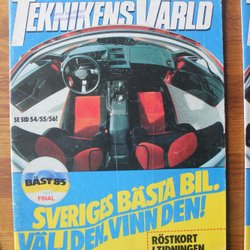 TEKNIKENS VÄRLD
SE SID 54/55/56!
BÄST 85
FINAL
SVERIGES BÄSTA BIL.
VÄLJ DEN. VINN DEN!
RÖSTKORT
I TIDNINGEN